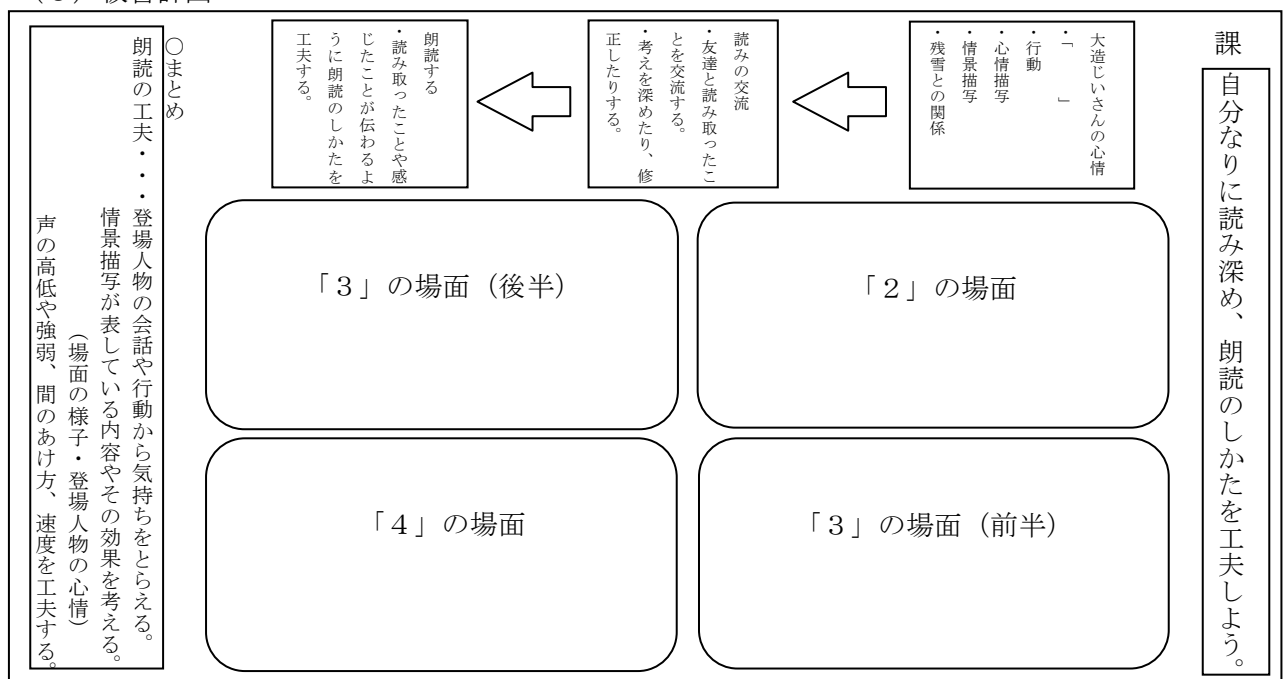 課
自分なりに読み深め、朗読のしかたを工夫しよう。
大造じいさんの心情
・「　　」
・行動
・心情描写
・情景描写
・残雪との関係
読みの交流
・友達と読み取ったこ
とを交流する。
・考えを深めたり、修
正したりする。
朗読する
・読み取ったことや感
じたことが伝わるよ
うに朗読のしかたを
工夫する。
「２」の場面
「３」の場面（前半）
「３」の場面（後半）
「４」の場面
○まとめ
朗読の工夫・・・登場人物の会話や行動から気持ちをとらえる。
情景描写が表している内容やその効果を考える。
（場面の様子・登場人物の心情）
声の高低や強弱、間のあけ方、速度を工夫する。